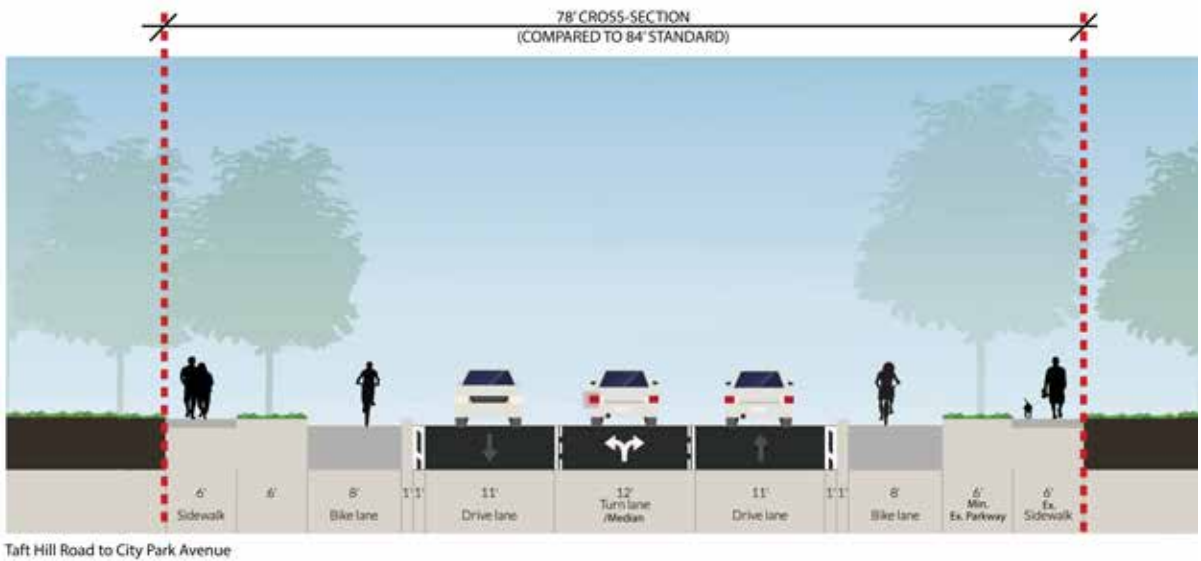 78' CROSS-SECTION
(COMPARED TO 84' STANDARD)
6'
Sidewalk
6'
8'
Bike lane
1'
1'
11'
Drive lane
12'
Turn lane
/Median
11'
Drive lane
1'
1'
8'
Bike lane
6'
Min.
Ex. Parkway
6'
Ex.
Sidewalk
Taft Hill Road to City Park Avenue